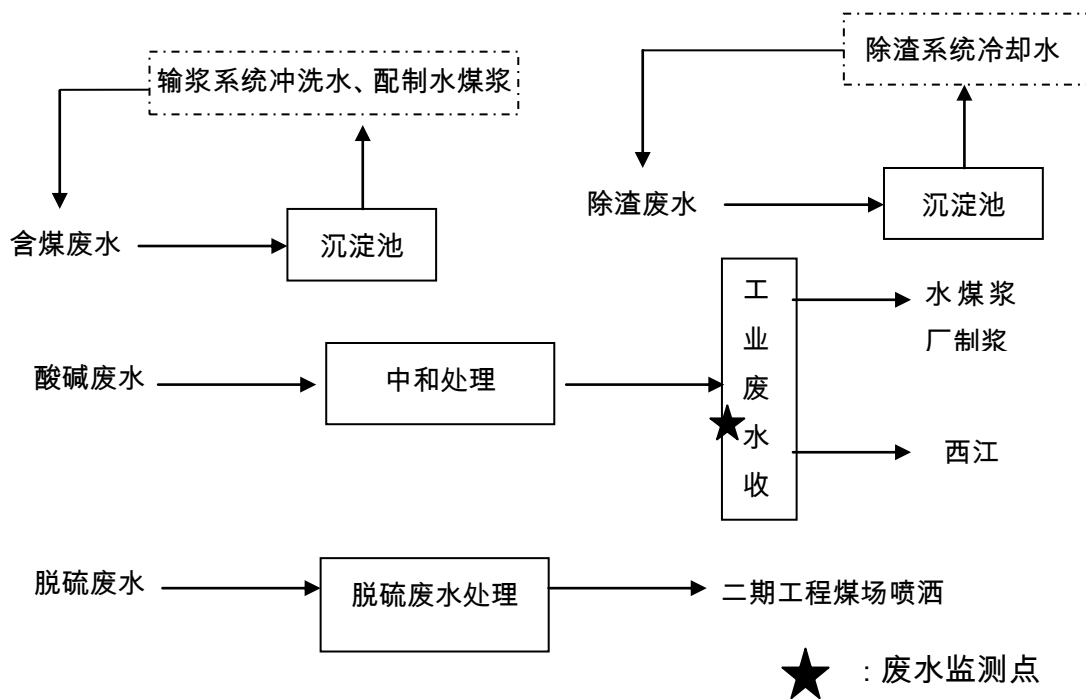 输浆系统冲洗水、配制水煤浆
除渣系统冷却水
含煤废水
沉淀池
除渣废水
沉淀池
酸碱废水
中和处理
工
业
废
水
收
水煤浆
厂制浆
西江
脱硫废水
脱硫废水处理
二期工程煤场喷洒
：废水监测点